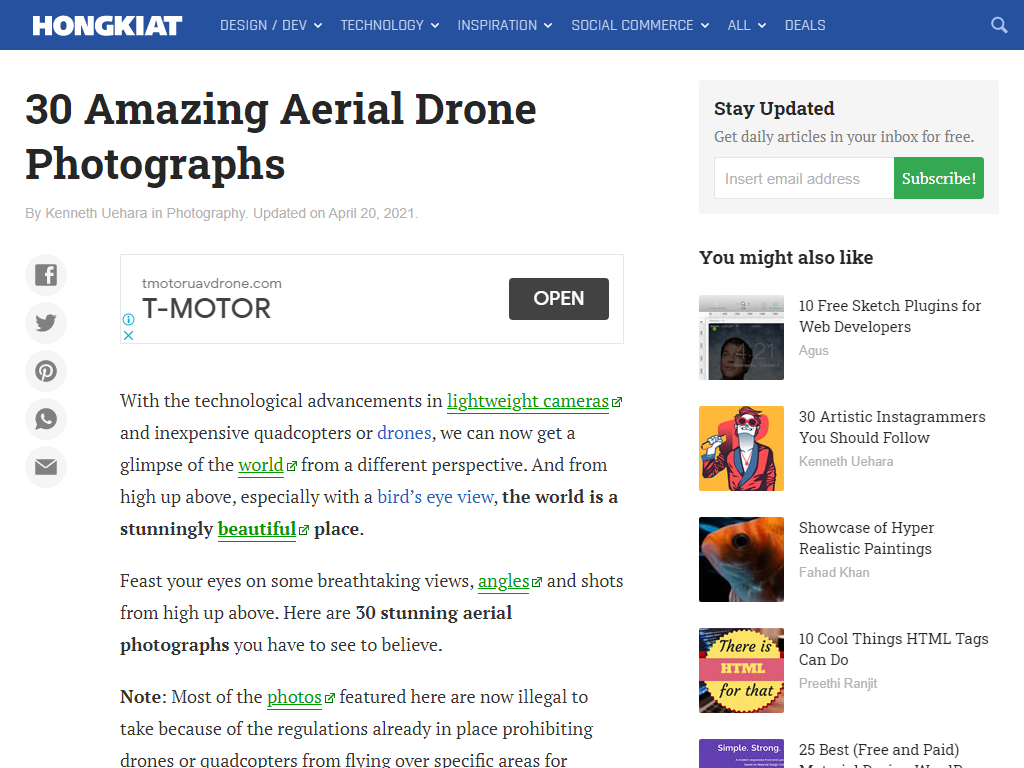 HONGKIAT
DESIGN / DEV
TECHNOLOGY
INSPIRATION
SOCIAL COMMERCE
ALL
DEALS
30 Amazing Aerial Drone
Photographs
By Kenneth Uehara in Photography. Updated on April 20, 2021.
tmotoruavdrone.com
T-MOTOR
OPEN
With the technological advancements in lightweight cameras
and inexpensive quadcopters or drones, we can now get a
glimpse of the world from a different perspective. And from
high up above, especially with a bird’s eye view, the world is a
stunningly beautiful place.
Feast your eyes on some breathtaking views, angles and shots
from high up above. Here are 30 stunning aerial
photographs you have to see to believe.
Note: Most of the photos featured here are now illegal to
take because of the regulations already in place prohibiting
drones or quadcopters from flying over specific areas for
Stay Updated
Get daily articles in your inbox for free.
Insert email address
Subscribe!
You might also like
4:21
10 Free Sketch Plugins for
Web Developers
Agus
30 Artistic Instagrammers
You Should Follow
Kenneth Uehara
Showcase of Hyper
Realistic Paintings
Fahad Khan
There is
HTML
for that
10 Cool Things HTML Tags
Can Do
Preethi Ranjit
Simple. Strong.
25 Best (Free and Paid)
Material Design WordP